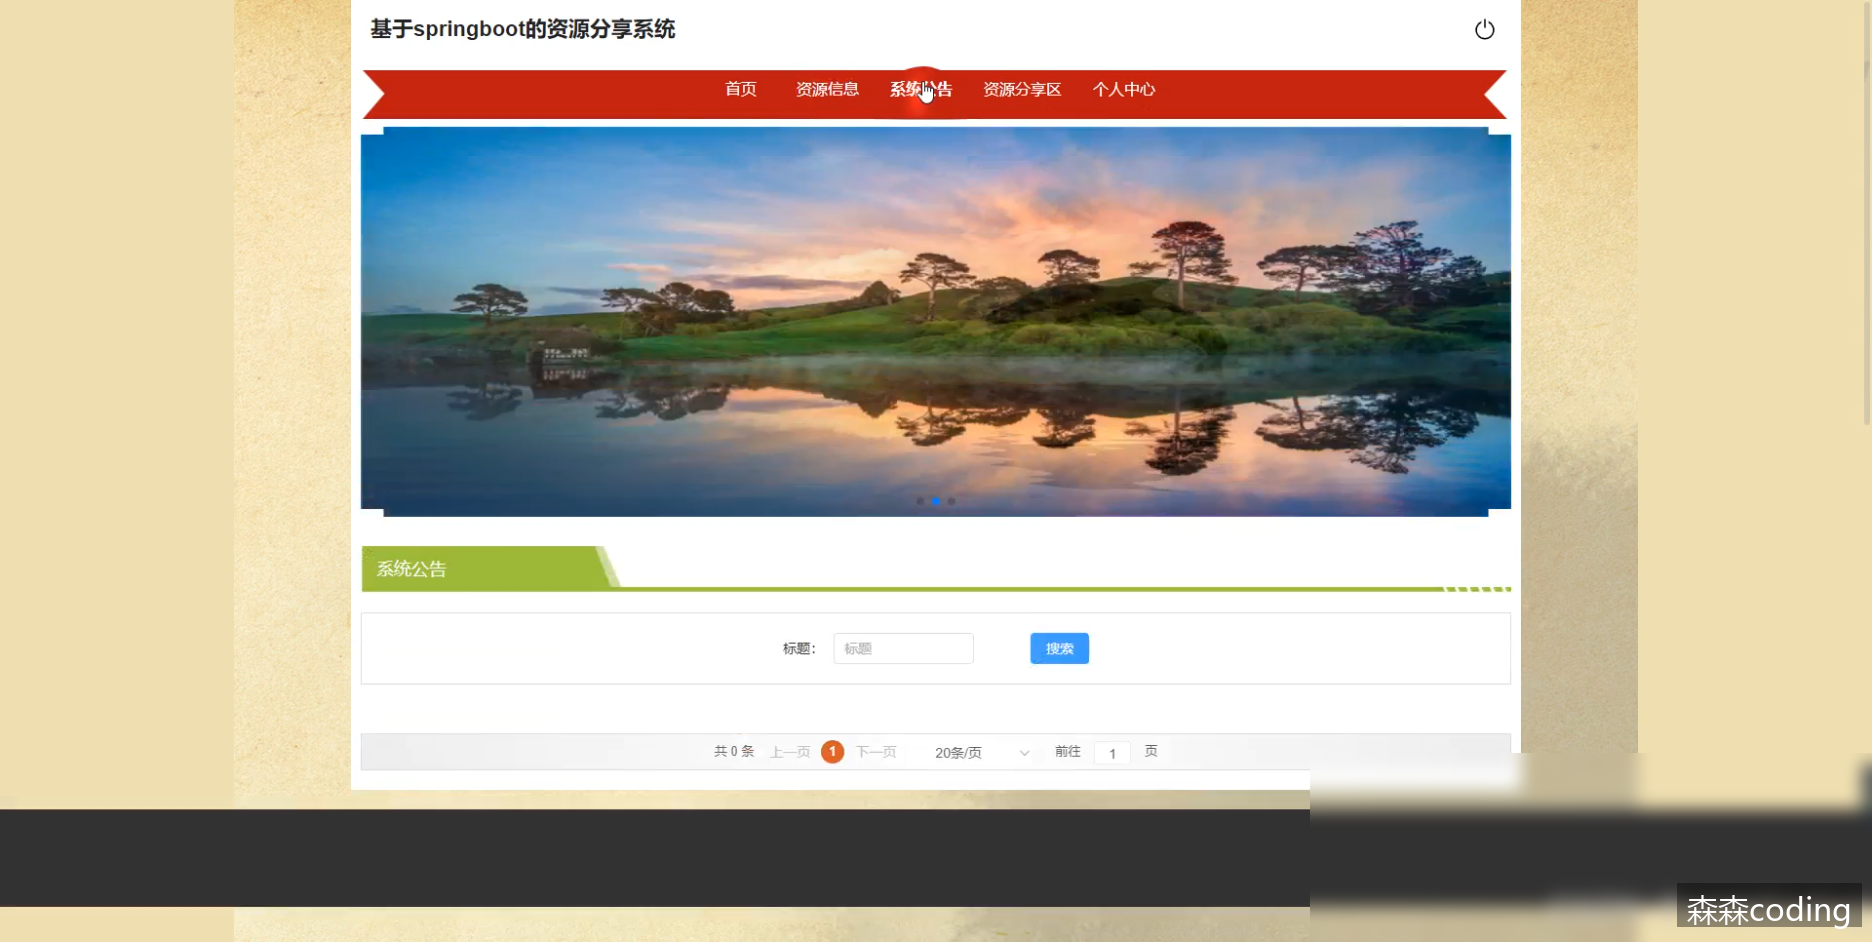 基于springboot的资源分享系统
首页 资源信息 系统公告 资源分享区 个人中心
系统公告
标题： 标题 搜索
共 0 条 上一页 1 下一页 20条/页 前往 1 页
森森coding